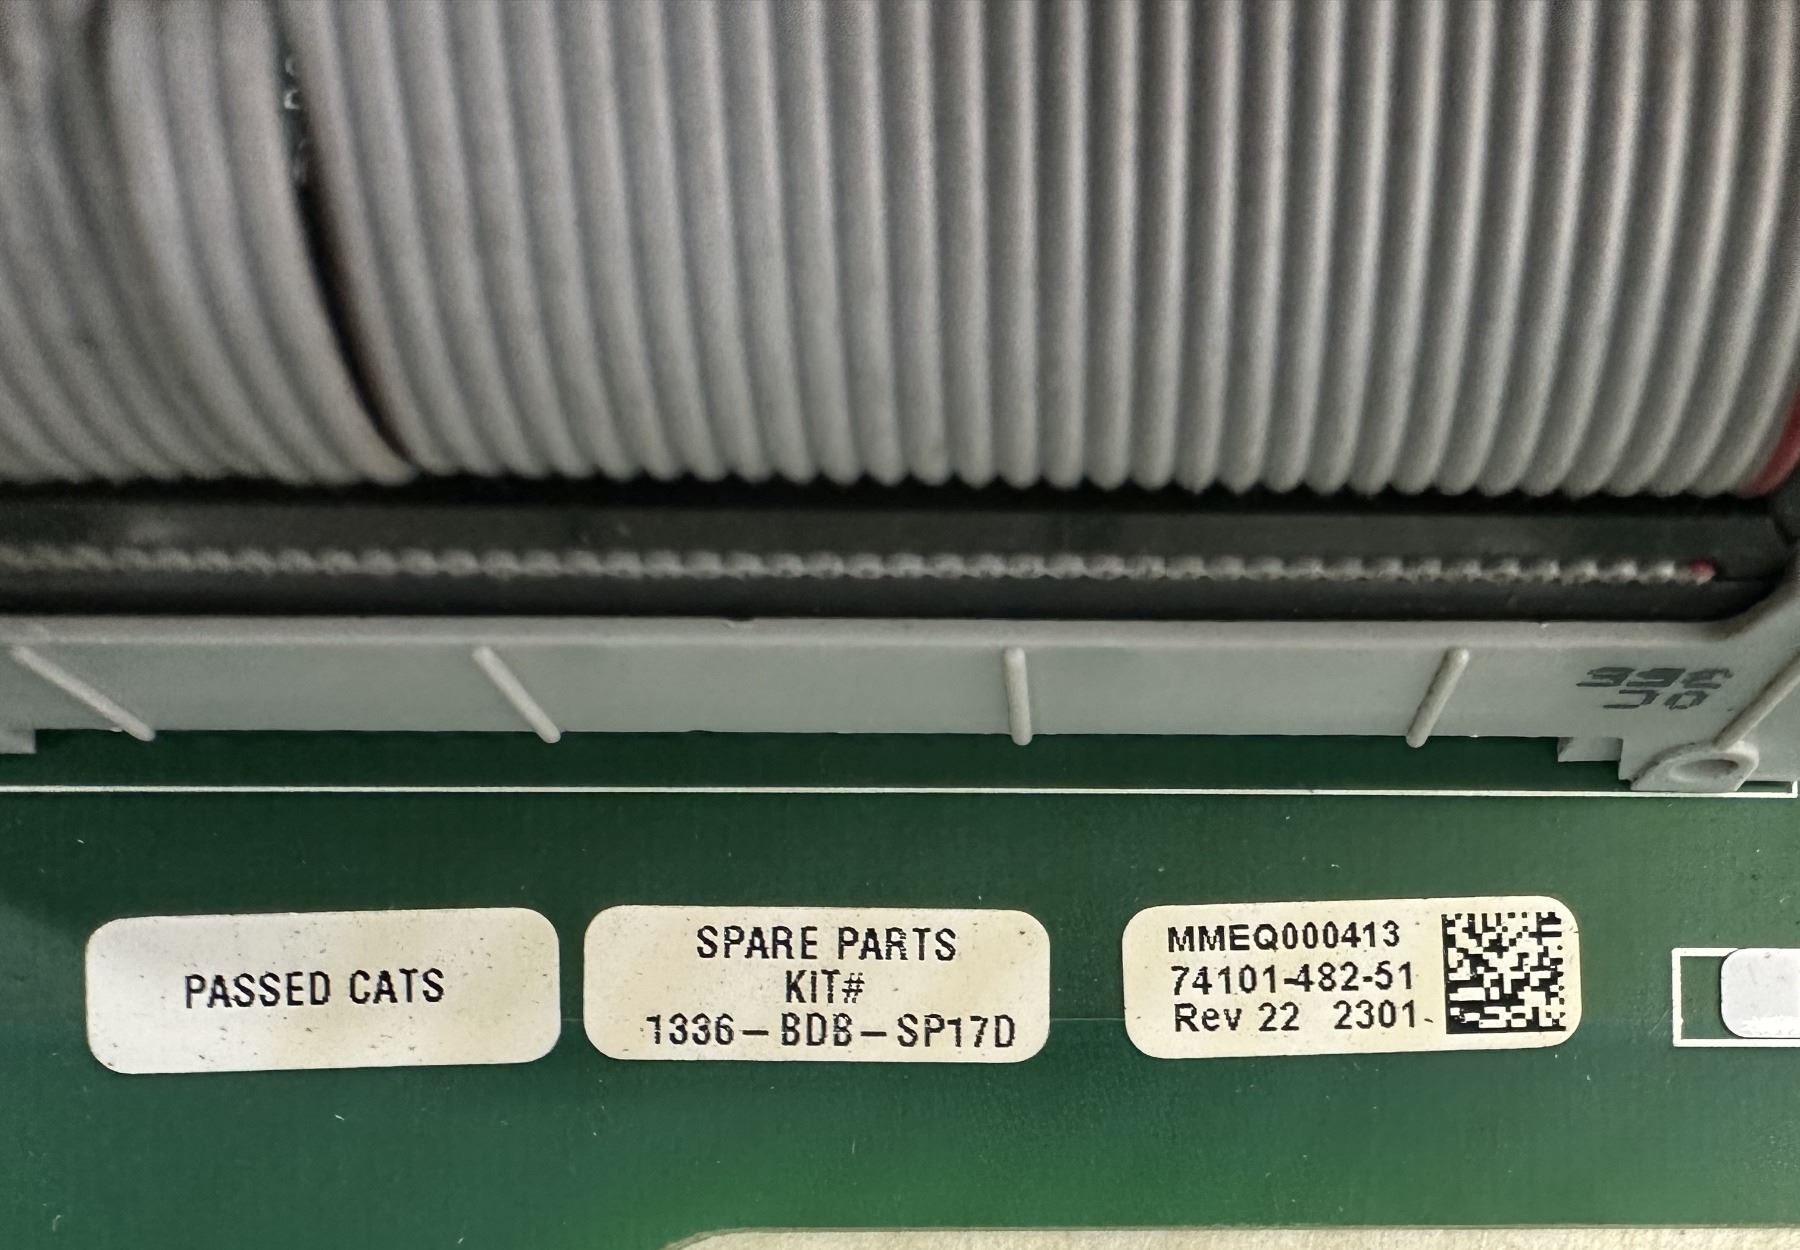 PASSED CATS
SPARE PARTS
KIT#
1336-BDB-SP17D
MMEQ000413
74101-482-51
Rev 22 2301